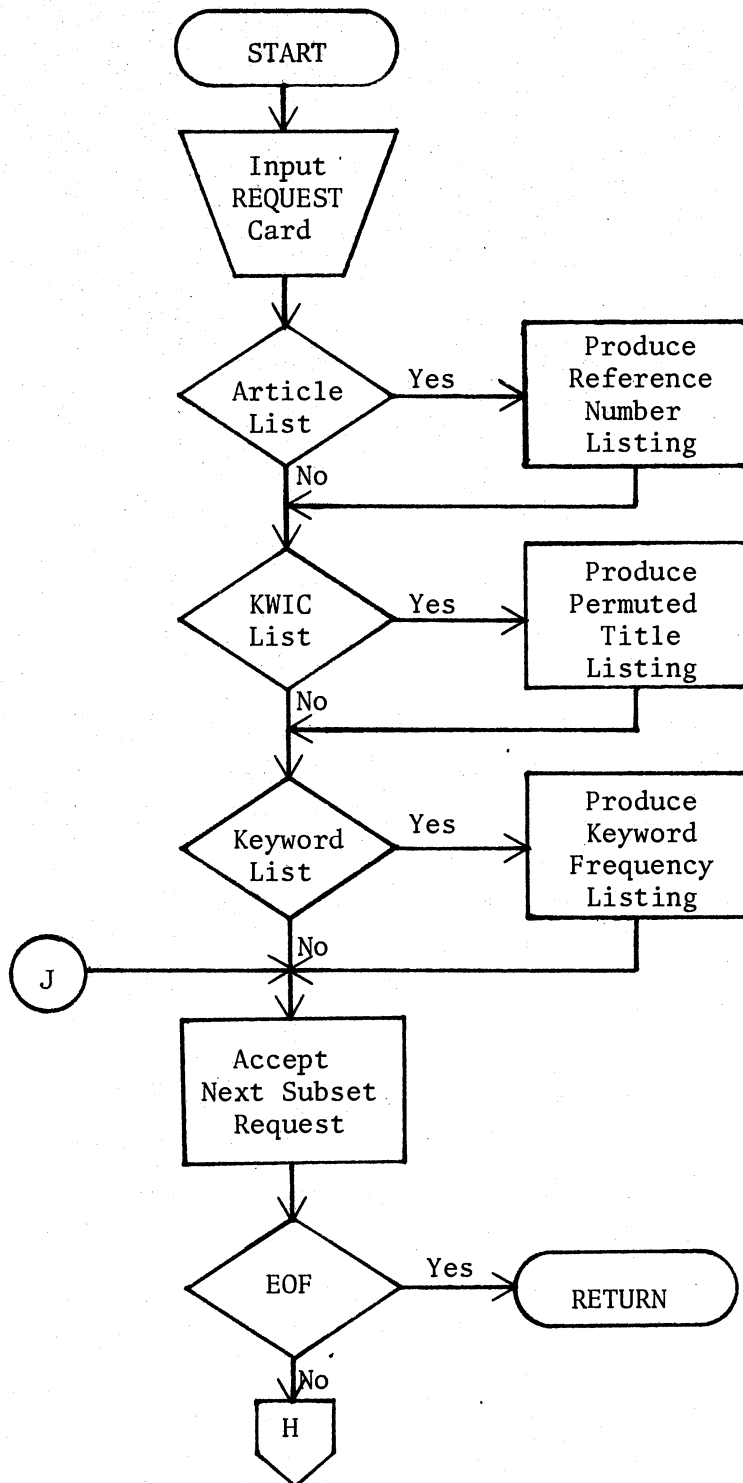 START
Input
REQUEST
Card
Article
List
Yes
Produce
Reference
Number
Listing
No
KWIC
List
Yes
Produce
Permuted
Title
Listing
No
Keyword
List
Yes
Produce
Keyword
Frequency
Listing
No
J
Accept
Next Subset
Request
EOF
Yes
RETURN
No
H